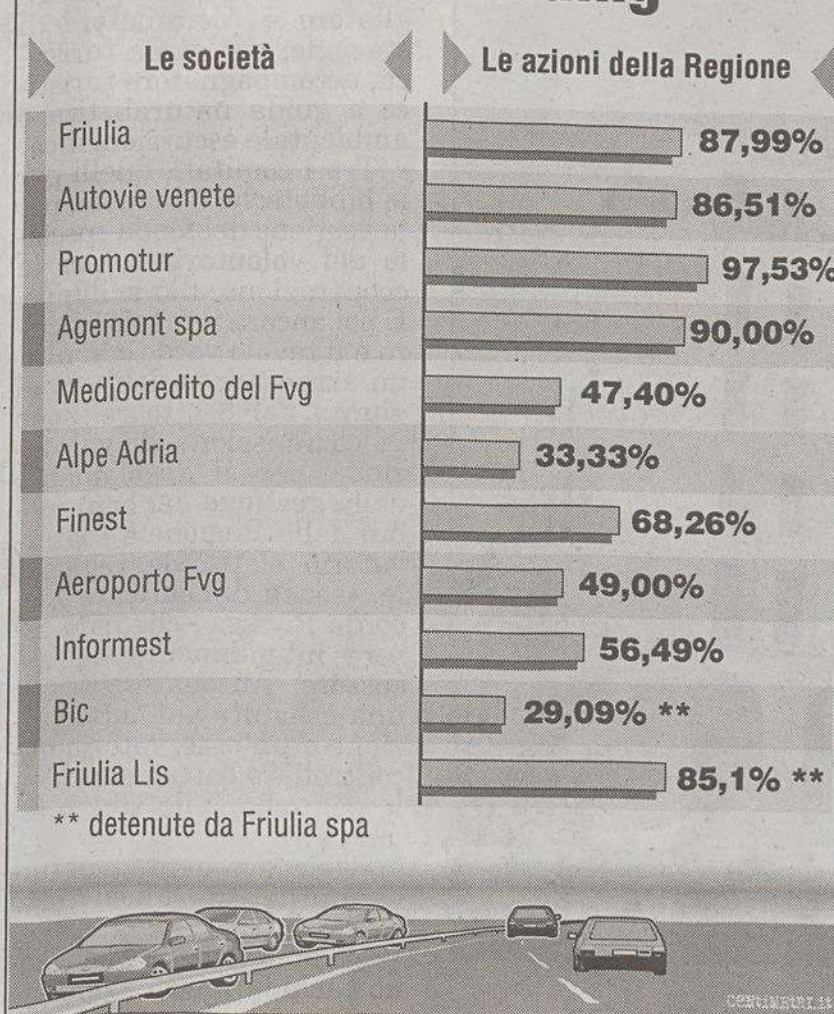 Le società Le azioni della Regione
Friulia 87,99%
Autovie venete 86,51%
Promotur 97,53%
Agemont spa 90,00%
Mediocredito del Fvg 47,40%
Alpe Adria 33,33%
Finest 68,26%
Aeroporto Fvg 49,00%
Informest 56,49%
Bic 29,09% **
Friulia Lis 85,1% **
** detenute da Friulia spa
CENTIMETRI.it